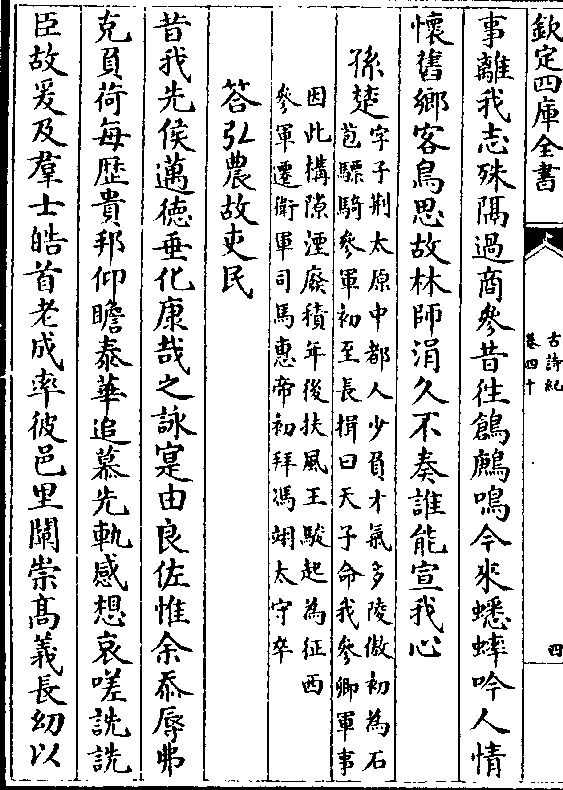 欽定四庫全書
古詩紀
卷四十
四
事離我志殊隔過商參昔往鶬鶊鳴今來蟋蟀吟人情
懷舊鄉客鳥思故林師涓久不奏誰能宣我心
孫楚
字子荆太原中都人少負才氣多陵傲初為石
苞驃騎參軍初至長揖曰天子命我參卿軍事
因此構隙湮廢積年後扶風王駿起為征西
參軍遷衛軍司馬惠帝初拜馮翊太守卒
答弘農故吏民
昔我先侯邁德垂化康哉之詠寔由良佐惟余忝辱弗
克負荷每歴貴邦仰瞻泰華追慕先軌感想哀嗟詵詵
臣故爰及羣士皓首老成率彼邑里闡崇髙義長幼以